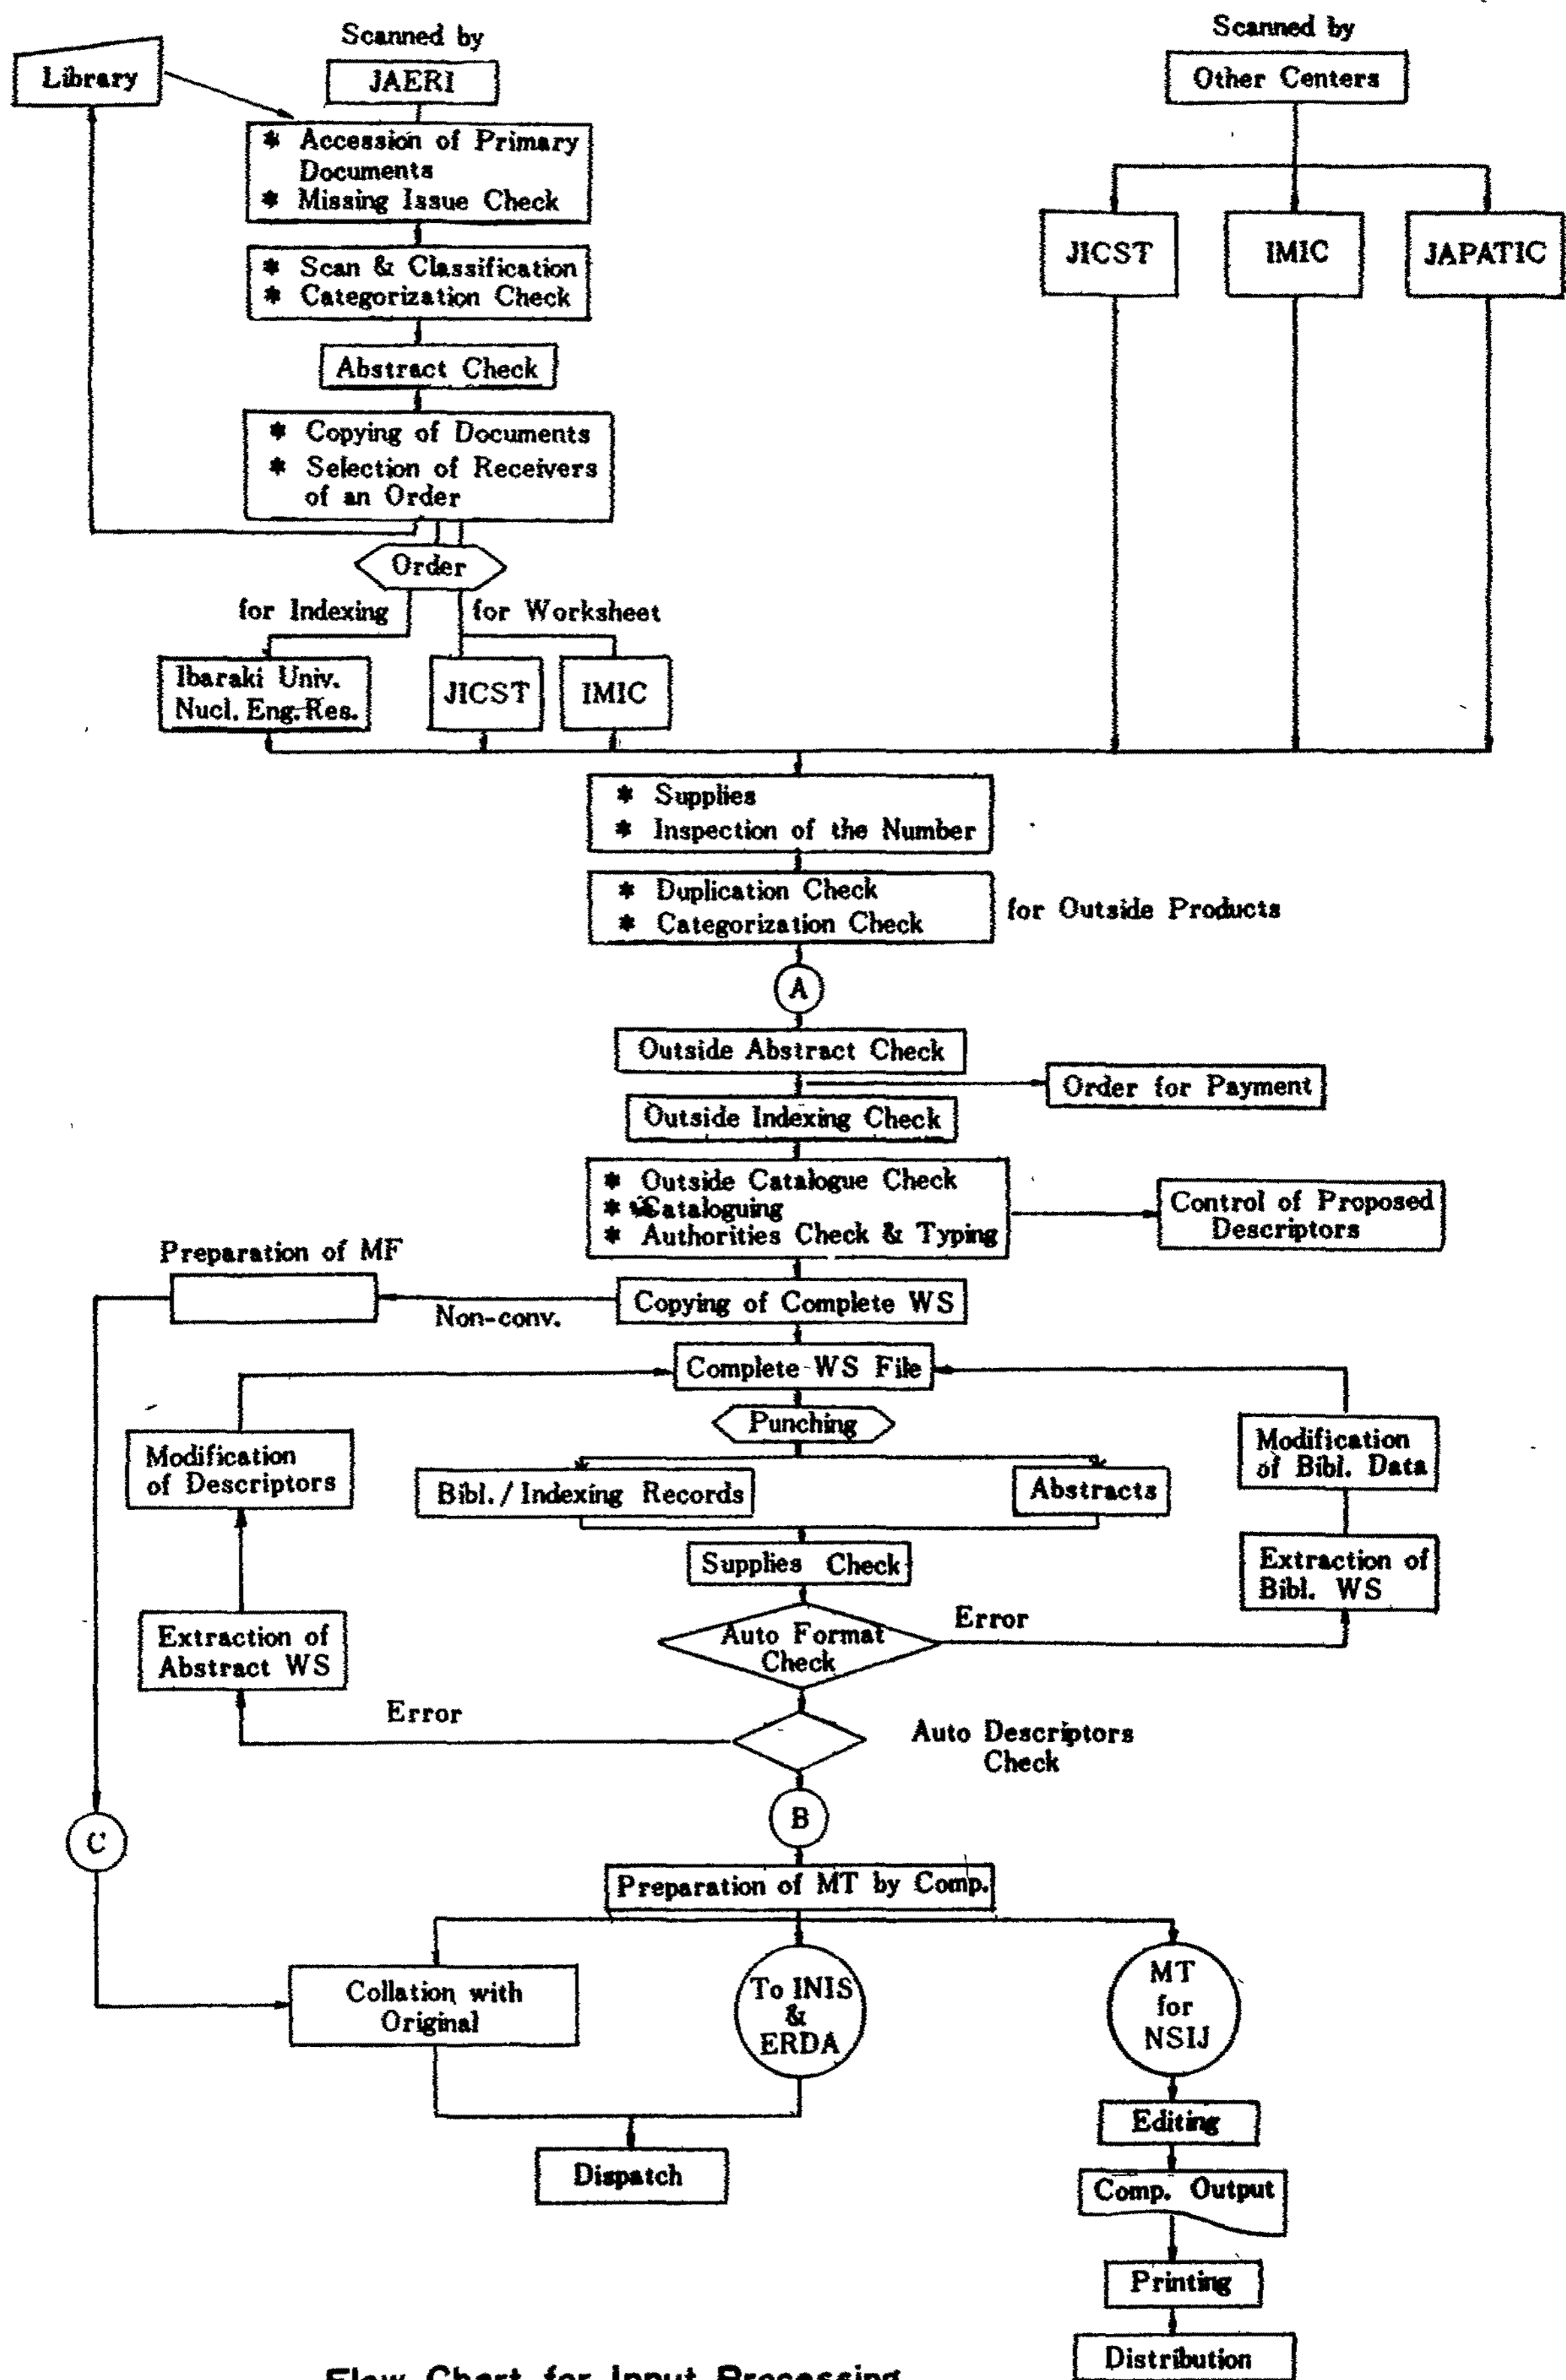 Scanned by
Library
JAERI
* Accession of Primary
Documents
* Missing Issue Check
* Scan & Classification
* Categorization Check
Abstract Check
* Copying of Documents
* Selection of Receivers
of an Order
Order
for Indexing
for Worksheet
Ibaraki Univ.
Nucl. Eng. Res.
JICST
IMIC
Scanned by
Other Centers
JICST
IMIC
JAPATIC
* Supplies
* Inspection of the Number
* Duplication Check
* Categorization Check
for Outside Products
A
Outside Abstract Check
Order for Payment
Outside Indexing Check
* Outside Catalogue Check
* Cataloguing
* Authorities Check & Typing
Control of Proposed
Descriptors
Preparation of MF
Non-conv.
Copying of Complete WS
Complete WS File
Punching
Bibl. / Indexing Records
Abstracts
Modification
of Descriptors
Modification
of Bibl. Data
Supplies Check
Extraction of
Bibl. WS
Auto Format
Check
Error
Extraction of
Abstract WS
Error
Auto Descriptors
Check
B
C
Preparation of MT by Comp.
Collation with
Original
To INIS
&
ERDA
MT
for
NSIJ
Editing
Dispatch
Comp. Output
Printing
Distribution
Flow Chart for Input Processing